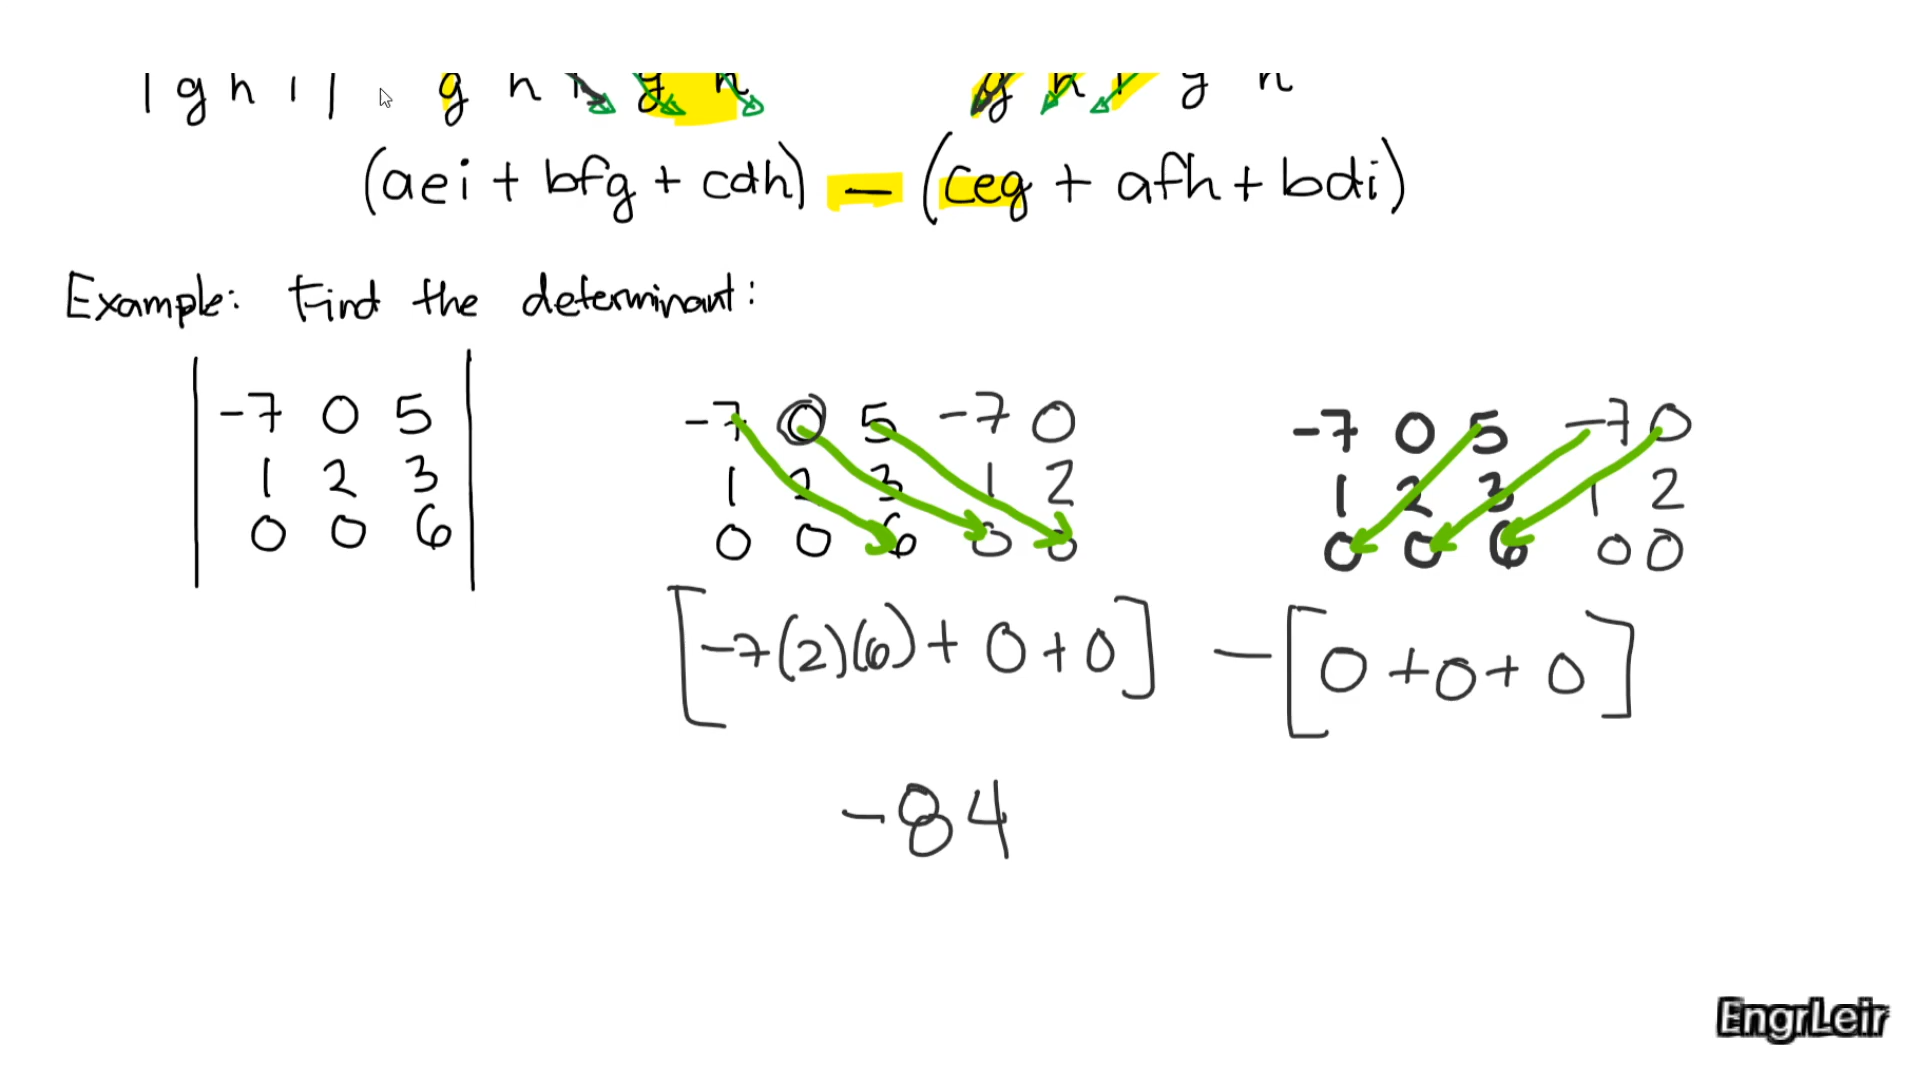 | g h i | g h i g h g h i g h
(aei + bfg + cdh) — (ceg + afh + bdi)
Example: Find the determinant:
-7 0 5
1 2 3
0 0 6
-7 0 5 -7 0
1 2 3 1 2
0 0 6 0 0
-7 0 5 -7 0
1 2 3 1 2
0 0 6 0 0
[-7(2)(6) + 0 + 0] - [0 + 0 + 0]
-84
EngrLeir